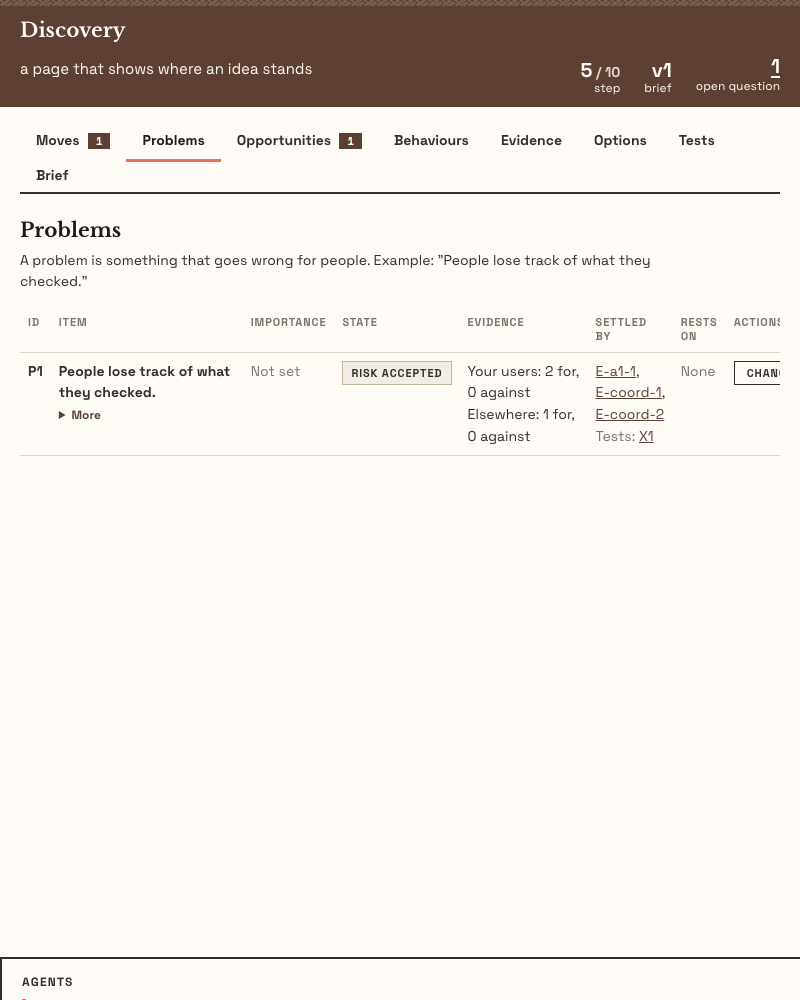 Discovery
a page that shows where an idea stands
5 / 10
step
v1
brief
1
open question
Moves 1
Problems
Opportunities 1
Behaviours
Evidence
Options
Tests
Brief
Problems
A problem is something that goes wrong for people. Example: "People lose track of what they
checked."
ID
ITEM
IMPORTANCE
STATE
EVIDENCE
SETTLED
BY
RESTS
ON
ACTIONS
P1
People lose track of what
they checked.
More
Not set
RISK ACCEPTED
Your users: 2 for,
0 against
Elsewhere: 1 for,
0 against
E-a1-1,
E-coord-1,
E-coord-2
Tests: X1
None
AGENTS